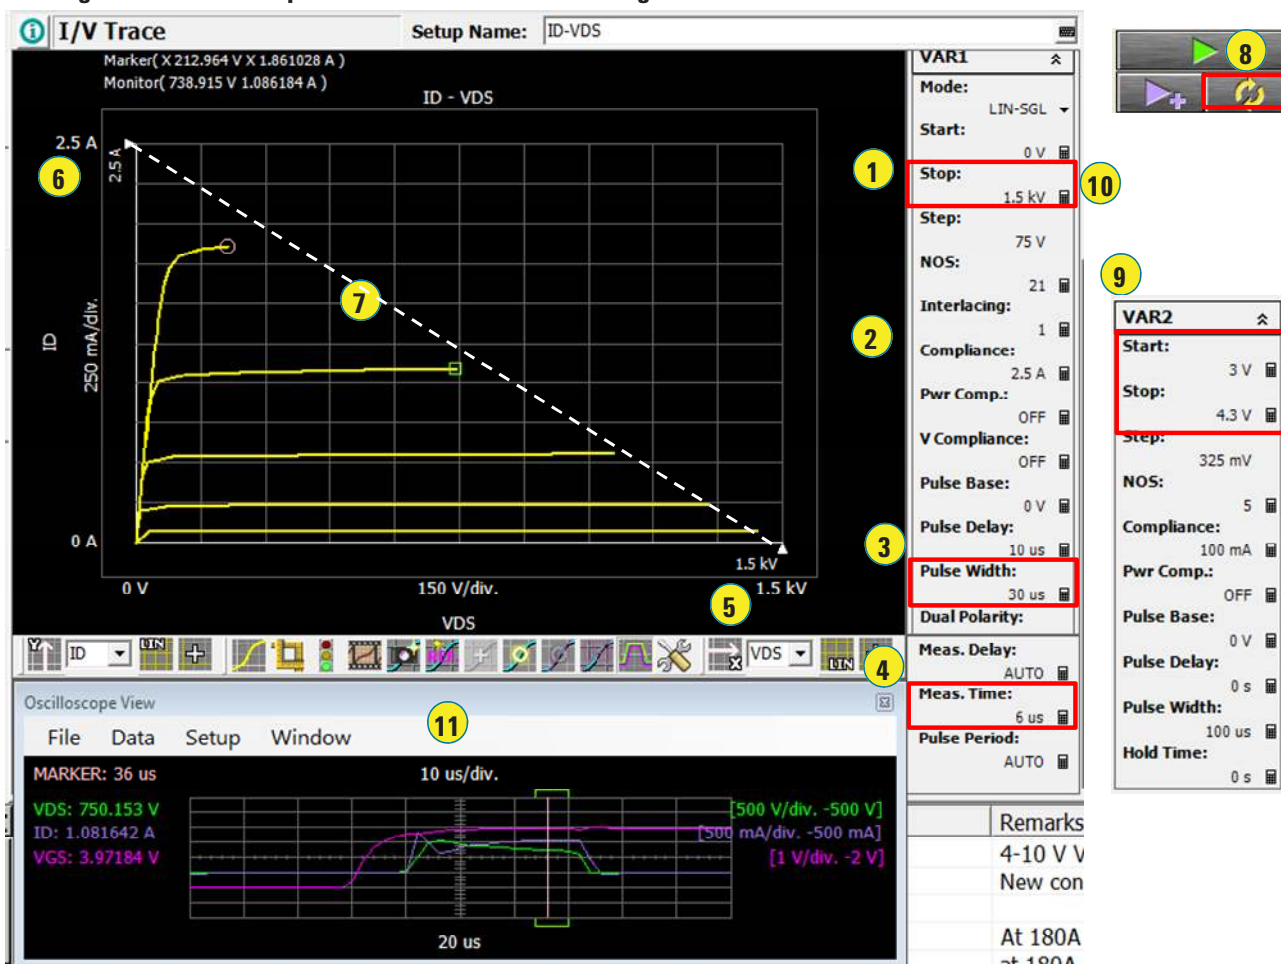 I/V Trace
Setup Name: ID-VDS
Marker( X 212.964 V X 1.861028 A )
Monitor( 738.915 V 1.086184 A )
ID - VDS
2.5 A
2.5 A
6
7
ID
250 mA/div.
0 A
1.5 kV
0 V
150 V/div.
1.5 kV
5
VDS
VAR1
Mode:
LIN-SGL
Start:
0 V
1
Stop:
1.5 kV
10
Step:
75 V
NOS:
21
Interlacing:
1
2
Compliance:
2.5 A
Pwr Comp.:
OFF
V Compliance:
OFF
Pulse Base:
0 V
Pulse Delay:
10 us
3
Pulse Width:
30 us
Dual Polarity:
Meas. Delay:
AUTO
4
Meas. Time:
6 us
Pulse Period:
AUTO
8
9
VAR2
Start:
3 V
Stop:
4.3 V
Step:
325 mV
NOS:
5
Compliance:
100 mA
Pwr Comp.:
OFF
Pulse Base:
0 V
Pulse Delay:
0 s
Pulse Width:
100 us
Hold Time:
0 s
Y
ID
LIN
X
VDS
LIN
Oscilloscope View
11
File Data Setup Window
MARKER: 36 us
10 us/div.
VDS: 750.153 V
[500 V/div. -500 V]
ID: 1.081642 A
[500 mA/div. -500 mA]
VGS: 3.97184 V
[1 V/div. -2 V]
20 us
Remarks
4-10 V V
New con
At 180A